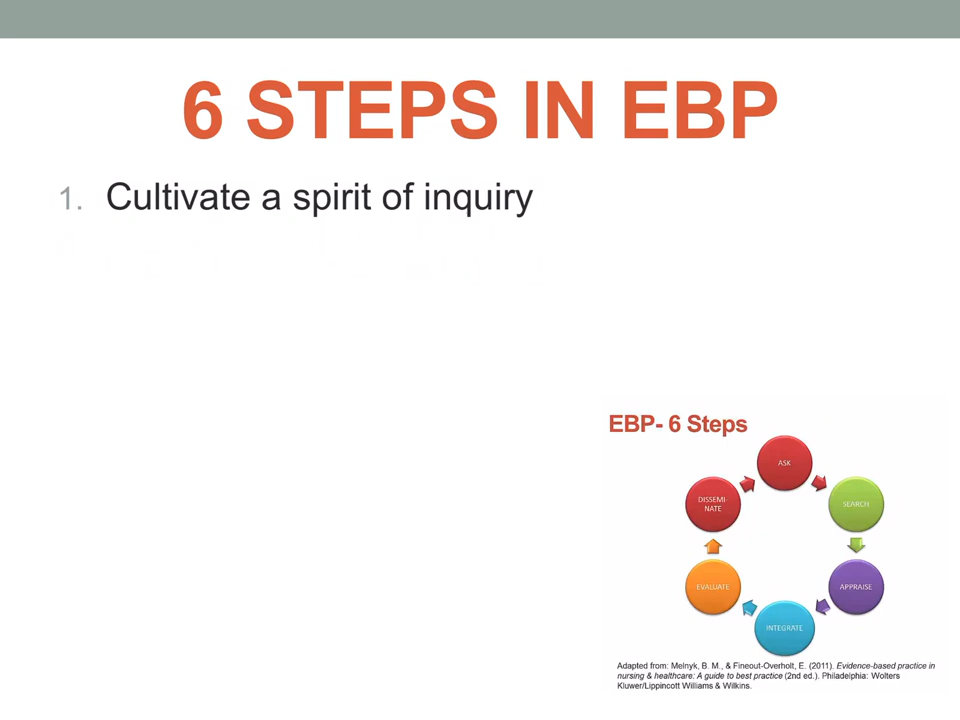 6 STEPS IN EBP
1. Cultivate a spirit of inquiry
EBP- 6 Steps
ASK
SEARCH
APPRAISE
INTEGRATE
EVALUATE
DISSEMI-
NATE
Adapted from: Melnyk, B. M., & Fineout-Overholt, E. (2011). Evidence-based practice in
nursing & healthcare: A guide to best practice (2nd ed.). Philadelphia: Wolters
Kluwer/Lippincott Williams & Wilkins.